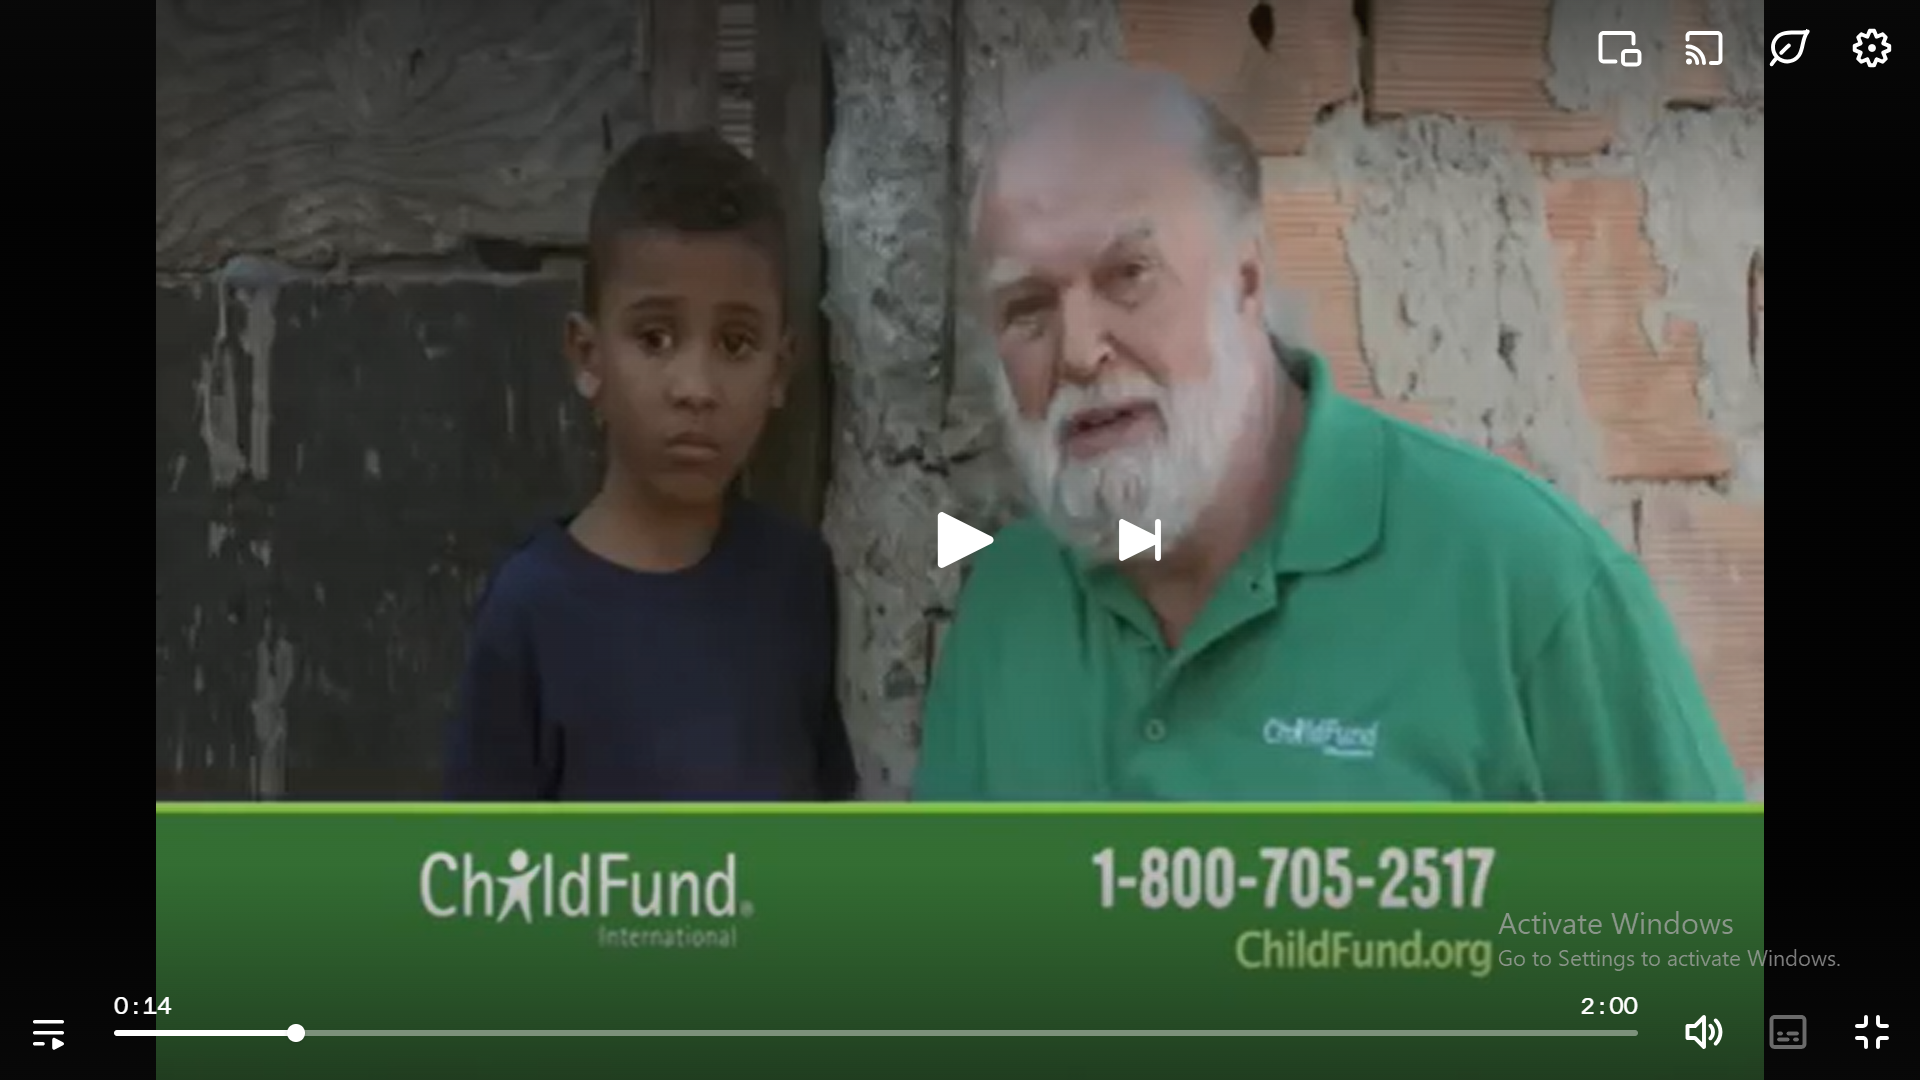 ChildFund
ChildFund®
International
1-800-705-2517
ChildFund.org
Activate Windows
Go to Settings to activate Windows.
0:14
2:00